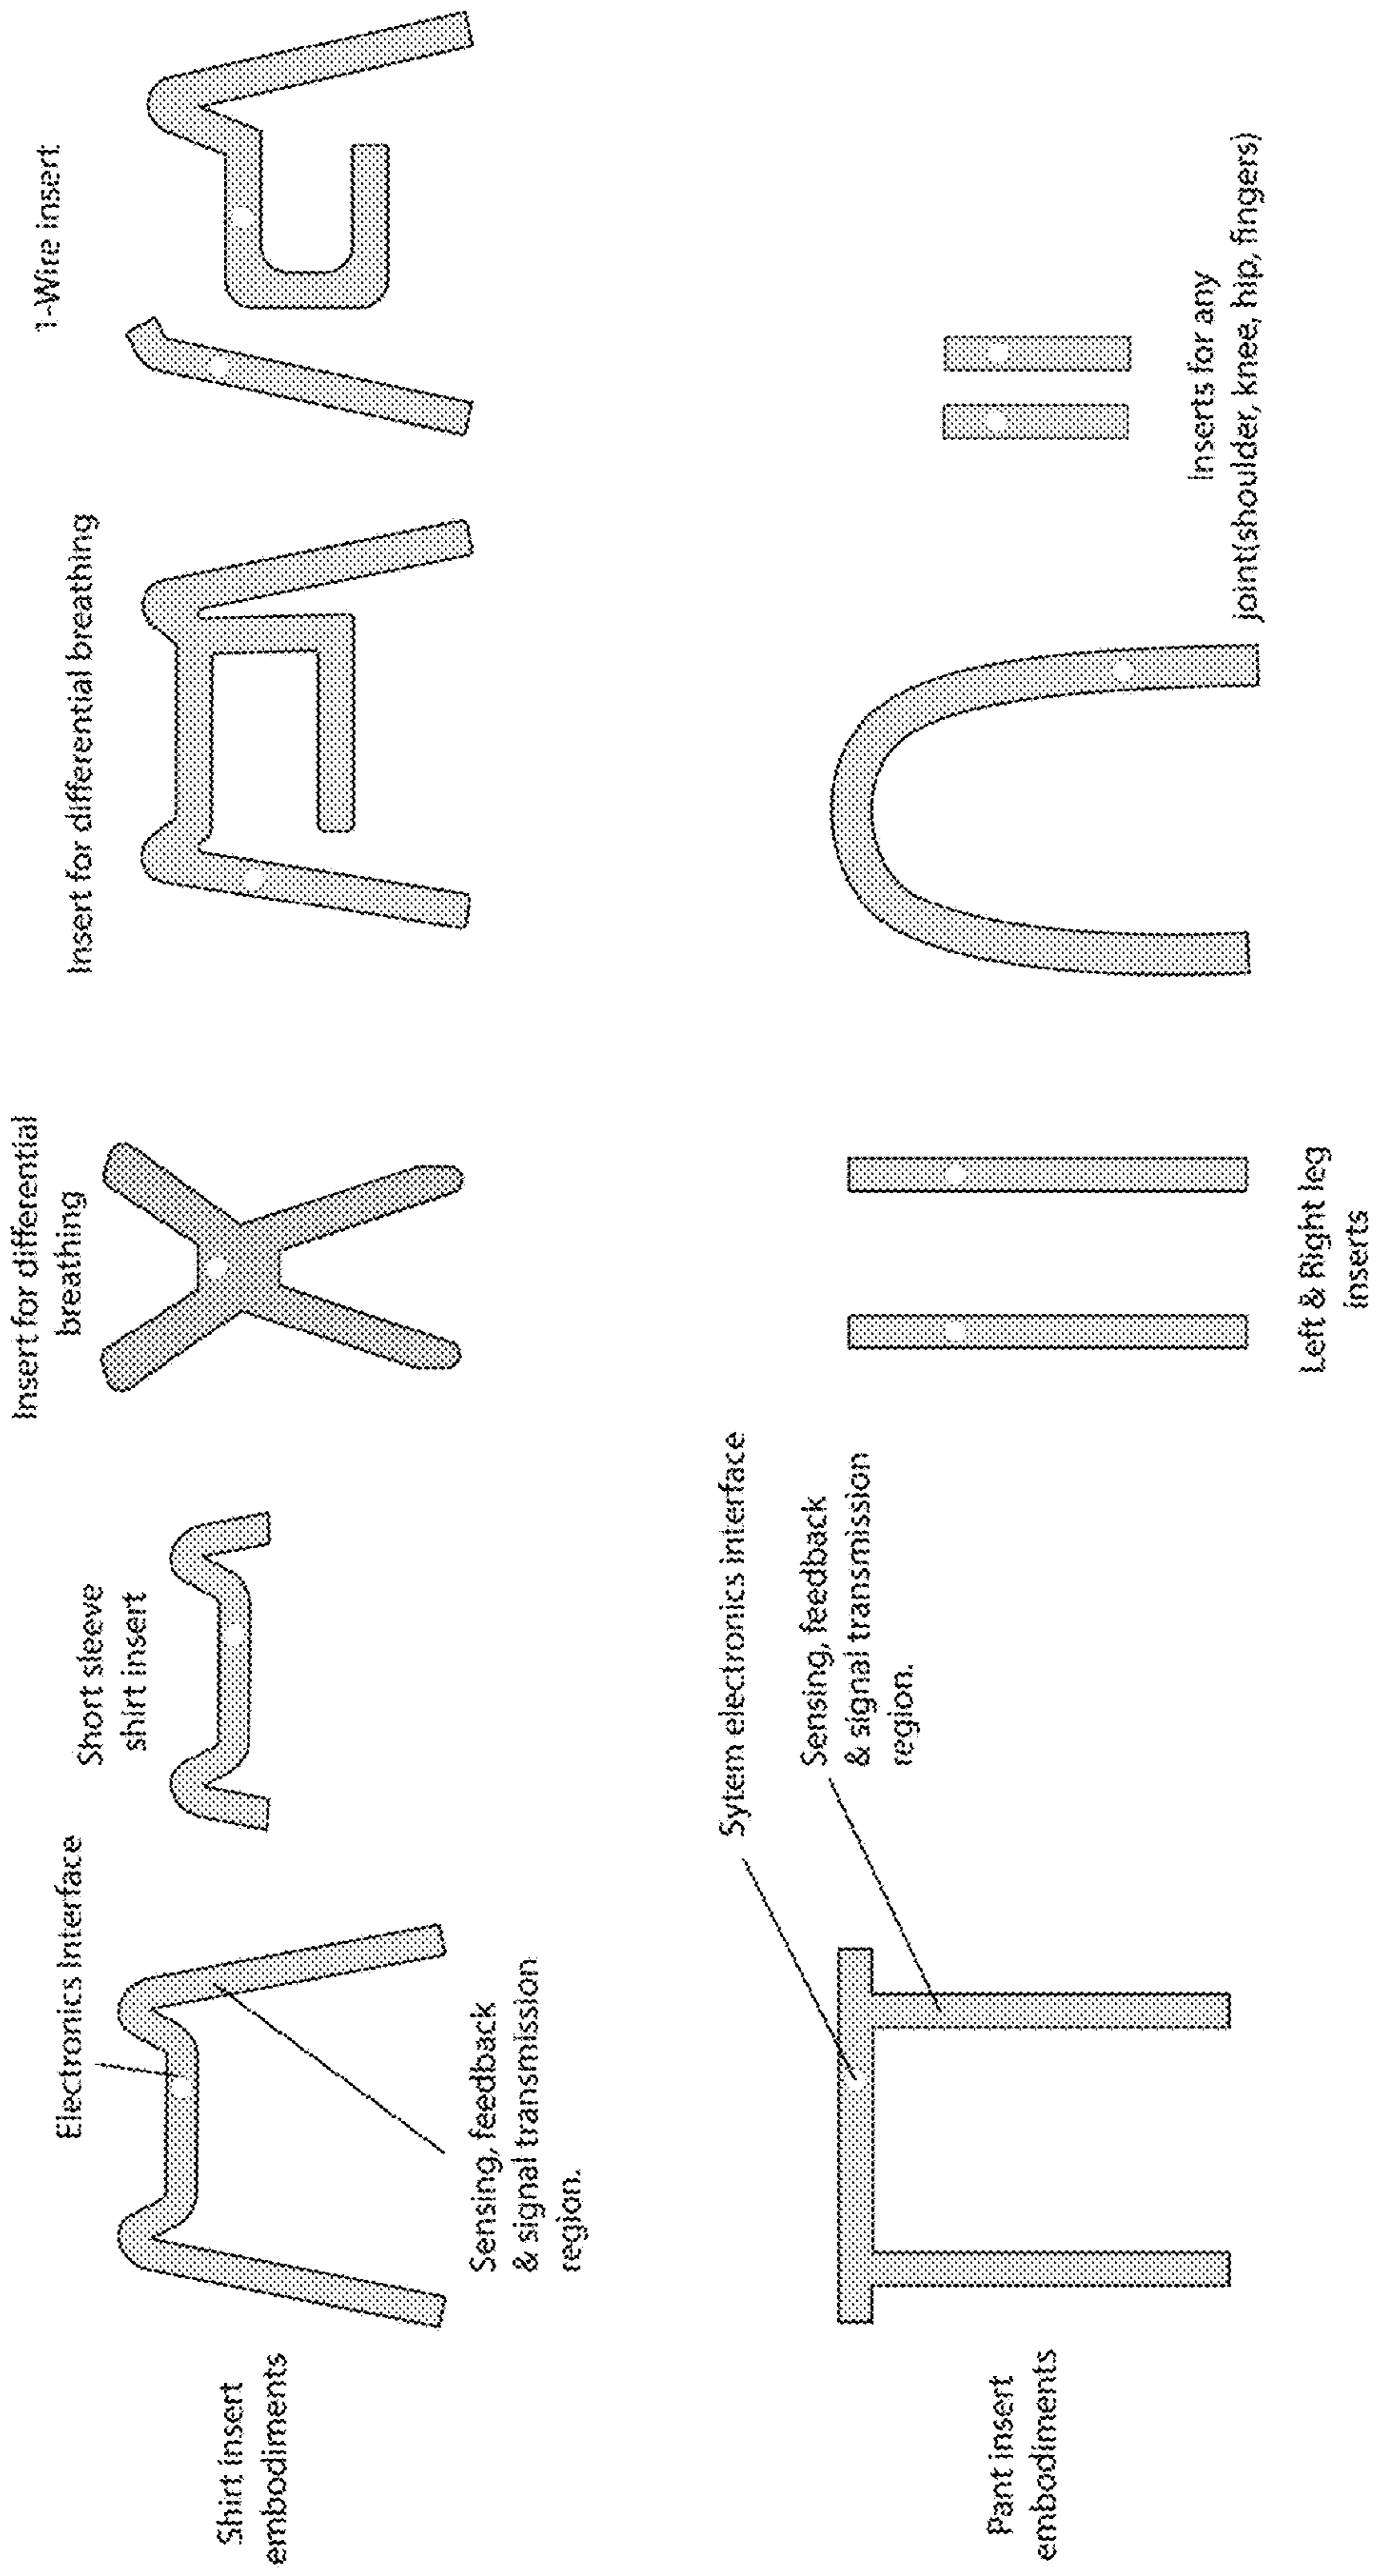 Shirt insert
embodiments
Electronics Interface
Sensing, feedback
& signal transmission
region.
Short sleeve
shirt insert
Insert for differential
breathing
Insert for differential breathing
1-Wire insert
Pant insert
embodiments
Sytem electronics interface
Sensing, feedback
& signal transmission
region.
Left & Right leg
inserts
Inserts for any
joint(shoulder, knee, hip, fingers)